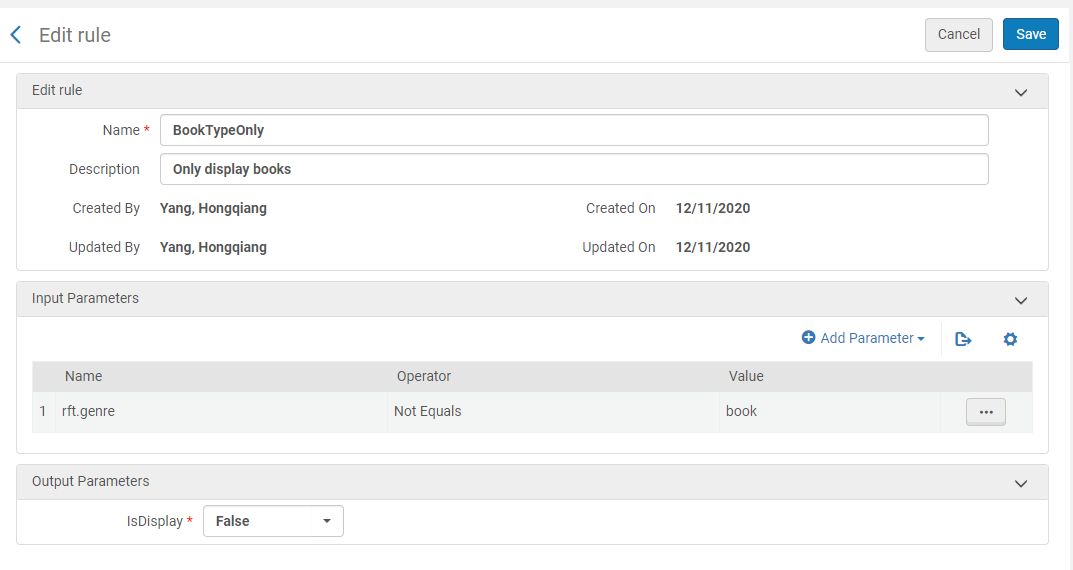 Edit rule
Cancel
Save
Edit rule
Name *
BookTypeOnly
Description
Only display books
Created By Yang, Hongqiang Created On 12/11/2020
Updated By Yang, Hongqiang Updated On 12/11/2020
Input Parameters
Add Parameter
Name Operator Value
1 rft.genre Not Equals book
Output Parameters
IsDisplay * False